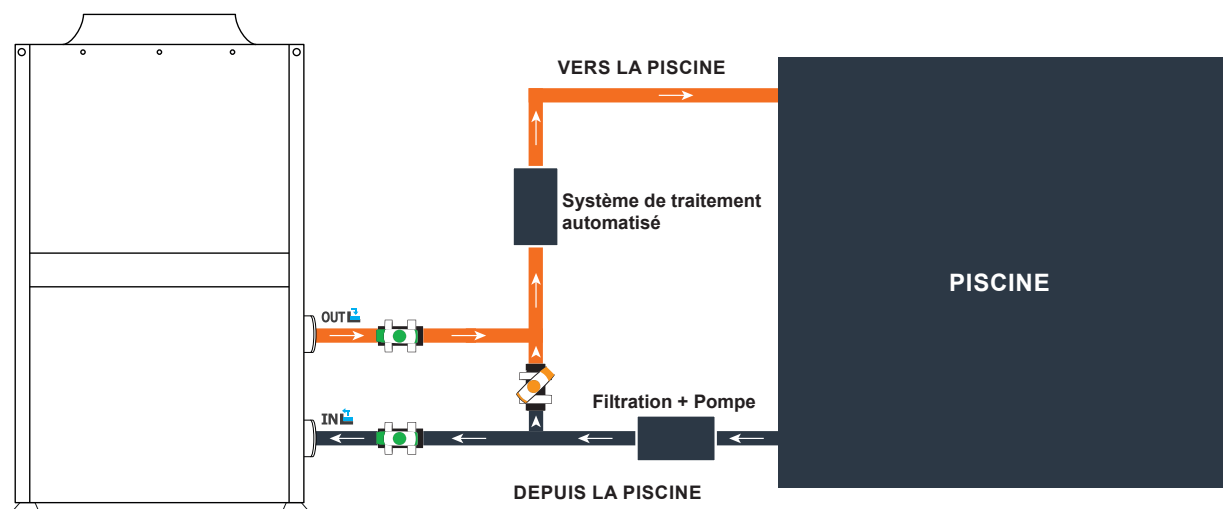 VERS LA PISCINE
Système de traitement
automatisé
PISCINE
OUT
IN
Filtration + Pompe
DEPUIS LA PISCINE